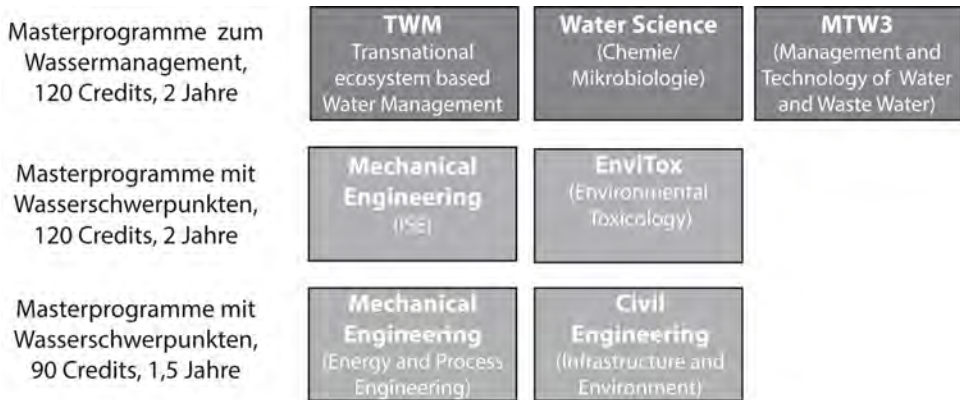 Masterprogramme zum
Wassermanagement,
120 Credits, 2 Jahre
TWM
Transnational
ecosystem based
Water Management
Water Science
(Chemie/
Mikrobiologie)
MTW3
(Management and
Technology of Water
and Waste Water)
Masterprogramme mit
Wasserschwerpunkten,
120 Credits, 2 Jahre
Mechanical
Engineering
(ISE)
EnviTox
(Environmental
Toxicology)
Masterprogramme mit
Wasserschwerpunkten,
90 Credits, 1,5 Jahre
Mechanical
Engineering
(Energy and Process
Engineering)
Civil
Engineering
(Infrastructure and
Environment)